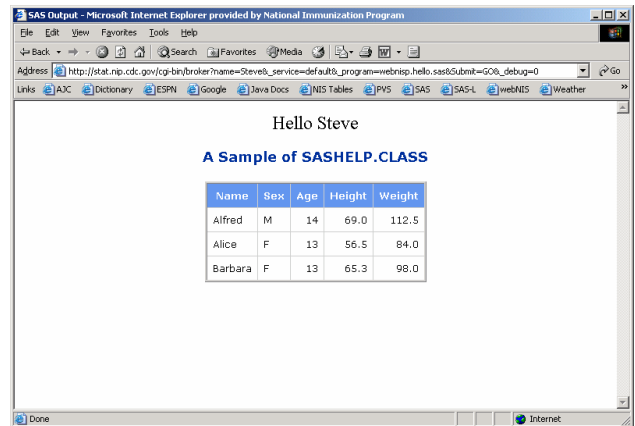 SAS Output - Microsoft Internet Explorer provided by National Immunization Program
File Edit View Favorites Tools Help
Back Search Favorites Media
Address http://stat.nip.cdc.gov/cgi-bin/broker?name=Steve&_service=default&_program=webnisp.hello.sas&Submit=GO&_debug=0 Go
Links AJC Dictionary ESPN Google Java Docs NIS Tables PVS SAS SAS-L webNIS Weather »
Hello Steve
A Sample of SASHELP.CLASS
Name Sex Age Height Weight
Alfred M 14 69.0 112.5
Alice F 13 56.5 84.0
Barbara F 13 65.3 98.0
Done Internet